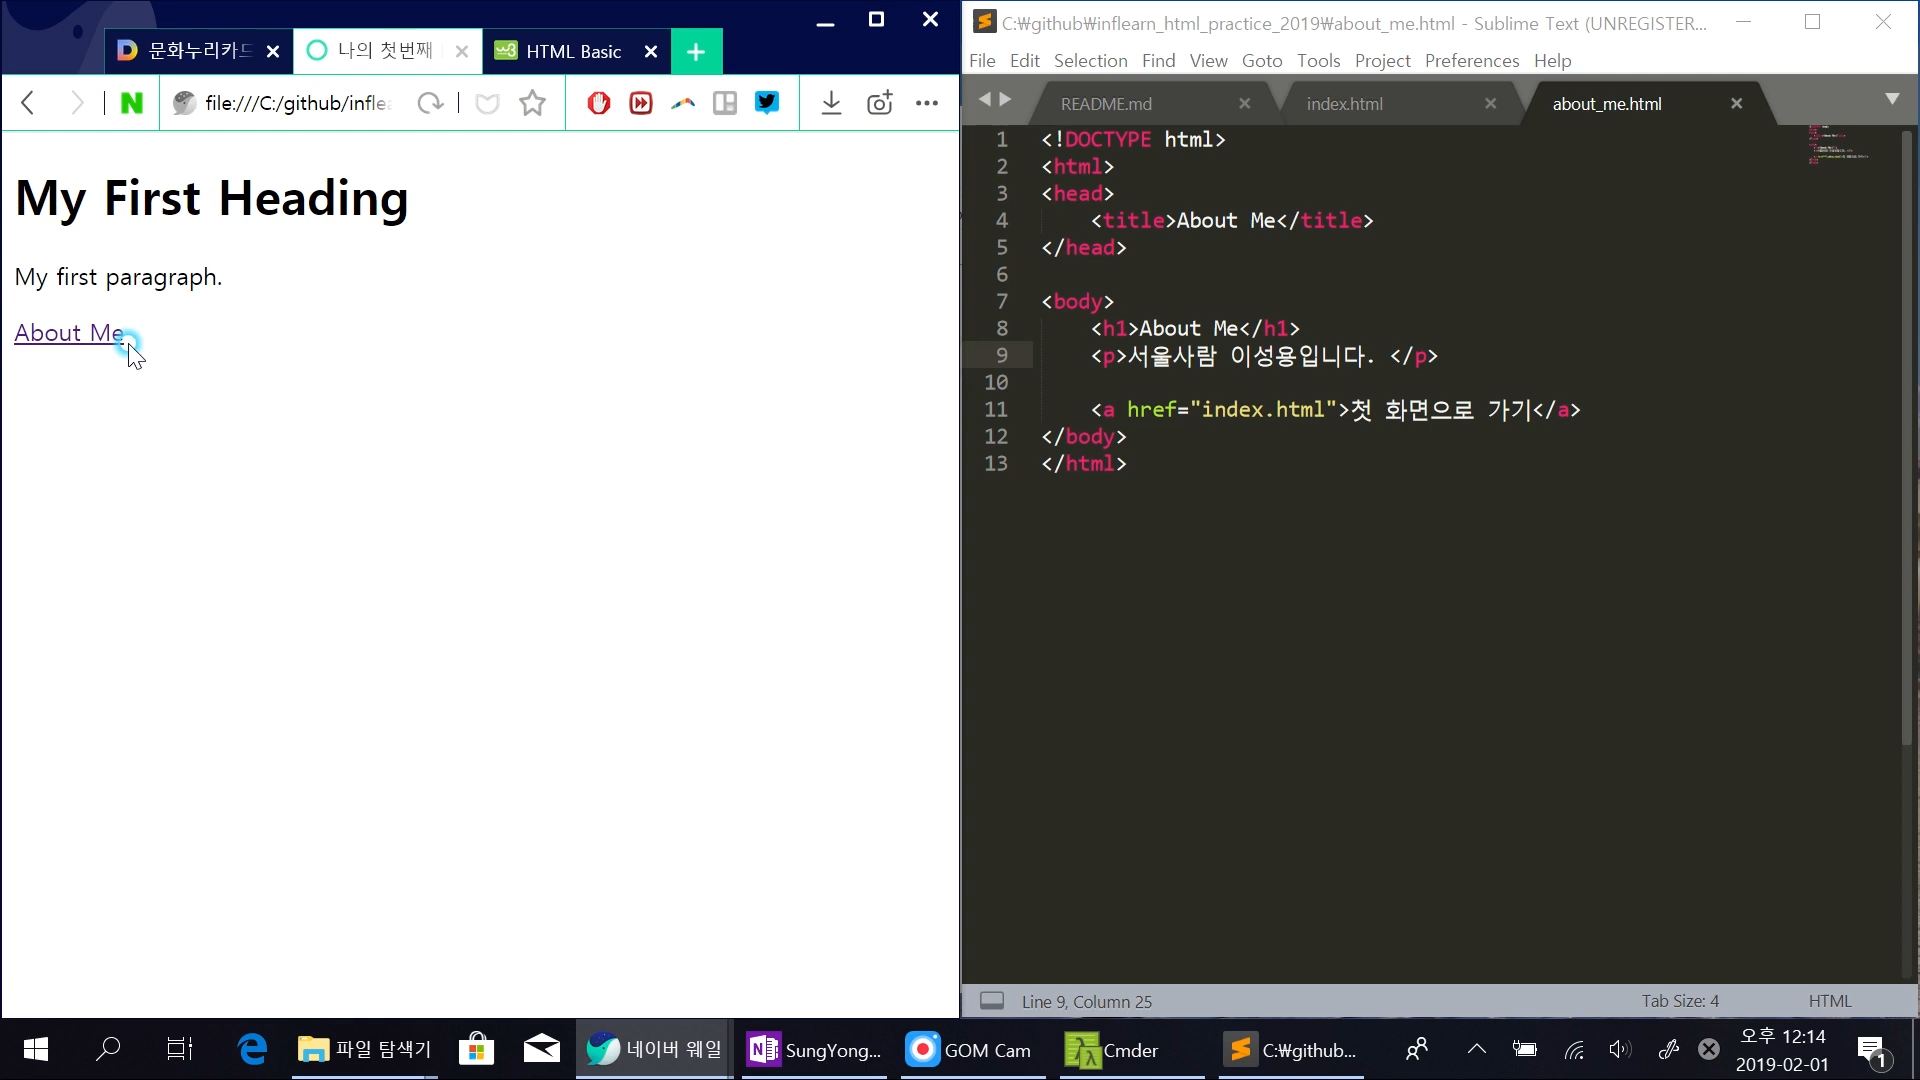 문화누리카드
나의 첫번째
HTML Basic
file:///C:/github/infle
My First Heading
My first paragraph.
About Me
C:₩github₩inflearn_html_practice_2019₩about_me.html - Sublime Text (UNREGISTER...
File Edit Selection Find View Goto Tools Project Preferences Help
README.md
index.html
about_me.html
1 <!DOCTYPE html>
2 <html>
3 <head>
4 <title>About Me</title>
5 </head>
6
7 <body>
8 <h1>About Me</h1>
9 <p>서울사람 이성용입니다. </p>
10
11 <a href="index.html">첫 화면으로 가기</a>
12 </body>
13 </html>
Line 9, Column 25
Tab Size: 4
HTML
파일 탐색기
네이버 웨일
SungYong...
GOM Cam
Cmder
C:₩github...
오후 12:14
2019-02-01
1